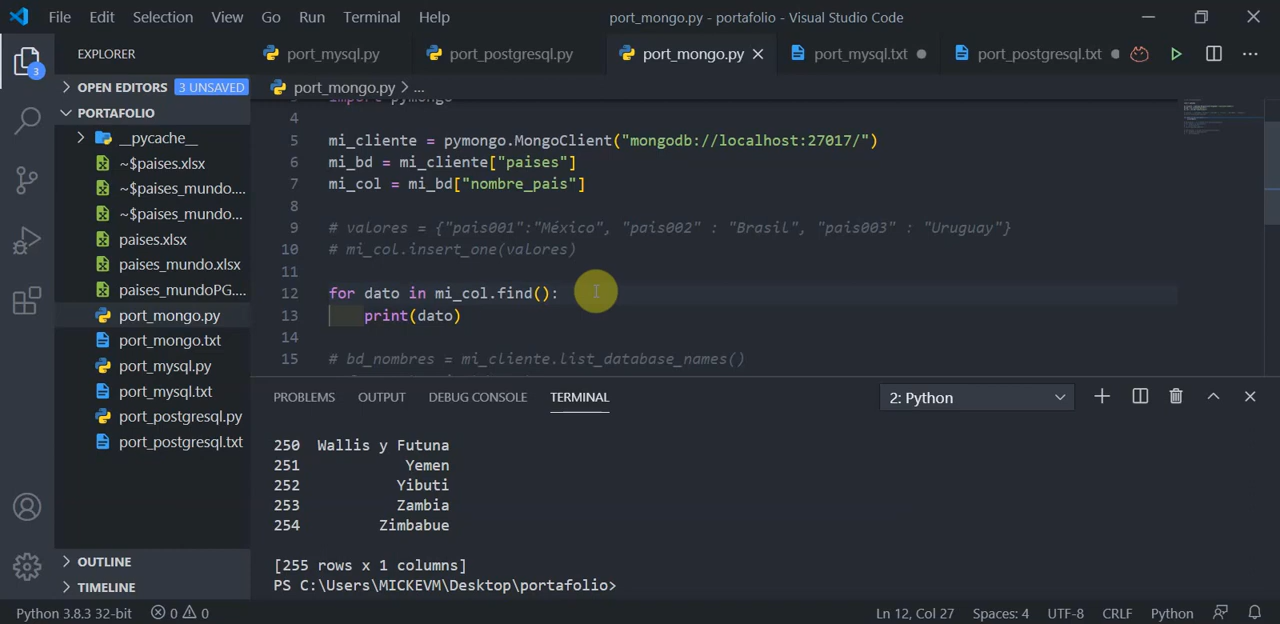 File Edit Selection View Go Run Terminal Help port_mongo.py - portafolio - Visual Studio Code
EXPLORER
port_mysql.py port_postgresql.py port_mongo.py port_mysql.txt port_postgresql.txt
3
OPEN EDITORS 3 UNSAVED
port_mongo.py > ...
PORTAFOLIO
__pycache__
~$paises.xlsx
~$paises_mundo....
~$paises_mundo...
paises.xlsx
paises_mundo.xlsx
paises_mundoPG....
port_mongo.py
port_mongo.txt
port_mysql.py
port_mysql.txt
port_postgresql.py
port_postgresql.txt
OUTLINE
TIMELINE
3 import pymongo
4
5 mi_cliente = pymongo.MongoClient("mongodb://localhost:27017/")
6 mi_bd = mi_cliente["paises"]
7 mi_col = mi_bd["nombre_pais"]
8
9 # valores = {"pais001":"México", "pais002" : "Brasil", "pais003" : "Uruguay"}
10 # mi_col.insert_one(valores)
11
12 for dato in mi_col.find():
13 print(dato)
14
15 # bd_nombres = mi_cliente.list_database_names()
PROBLEMS OUTPUT DEBUG CONSOLE TERMINAL 2: Python
250 Wallis y Futuna
251 Yemen
252 Yibuti
253 Zambia
254 Zimbabue
[255 rows x 1 columns]
PS C:\Users\MICKEVM\Desktop\portafolio>
Python 3.8.3 32-bit 0 0 Ln 12, Col 27 Spaces: 4 UTF-8 CRLF Python